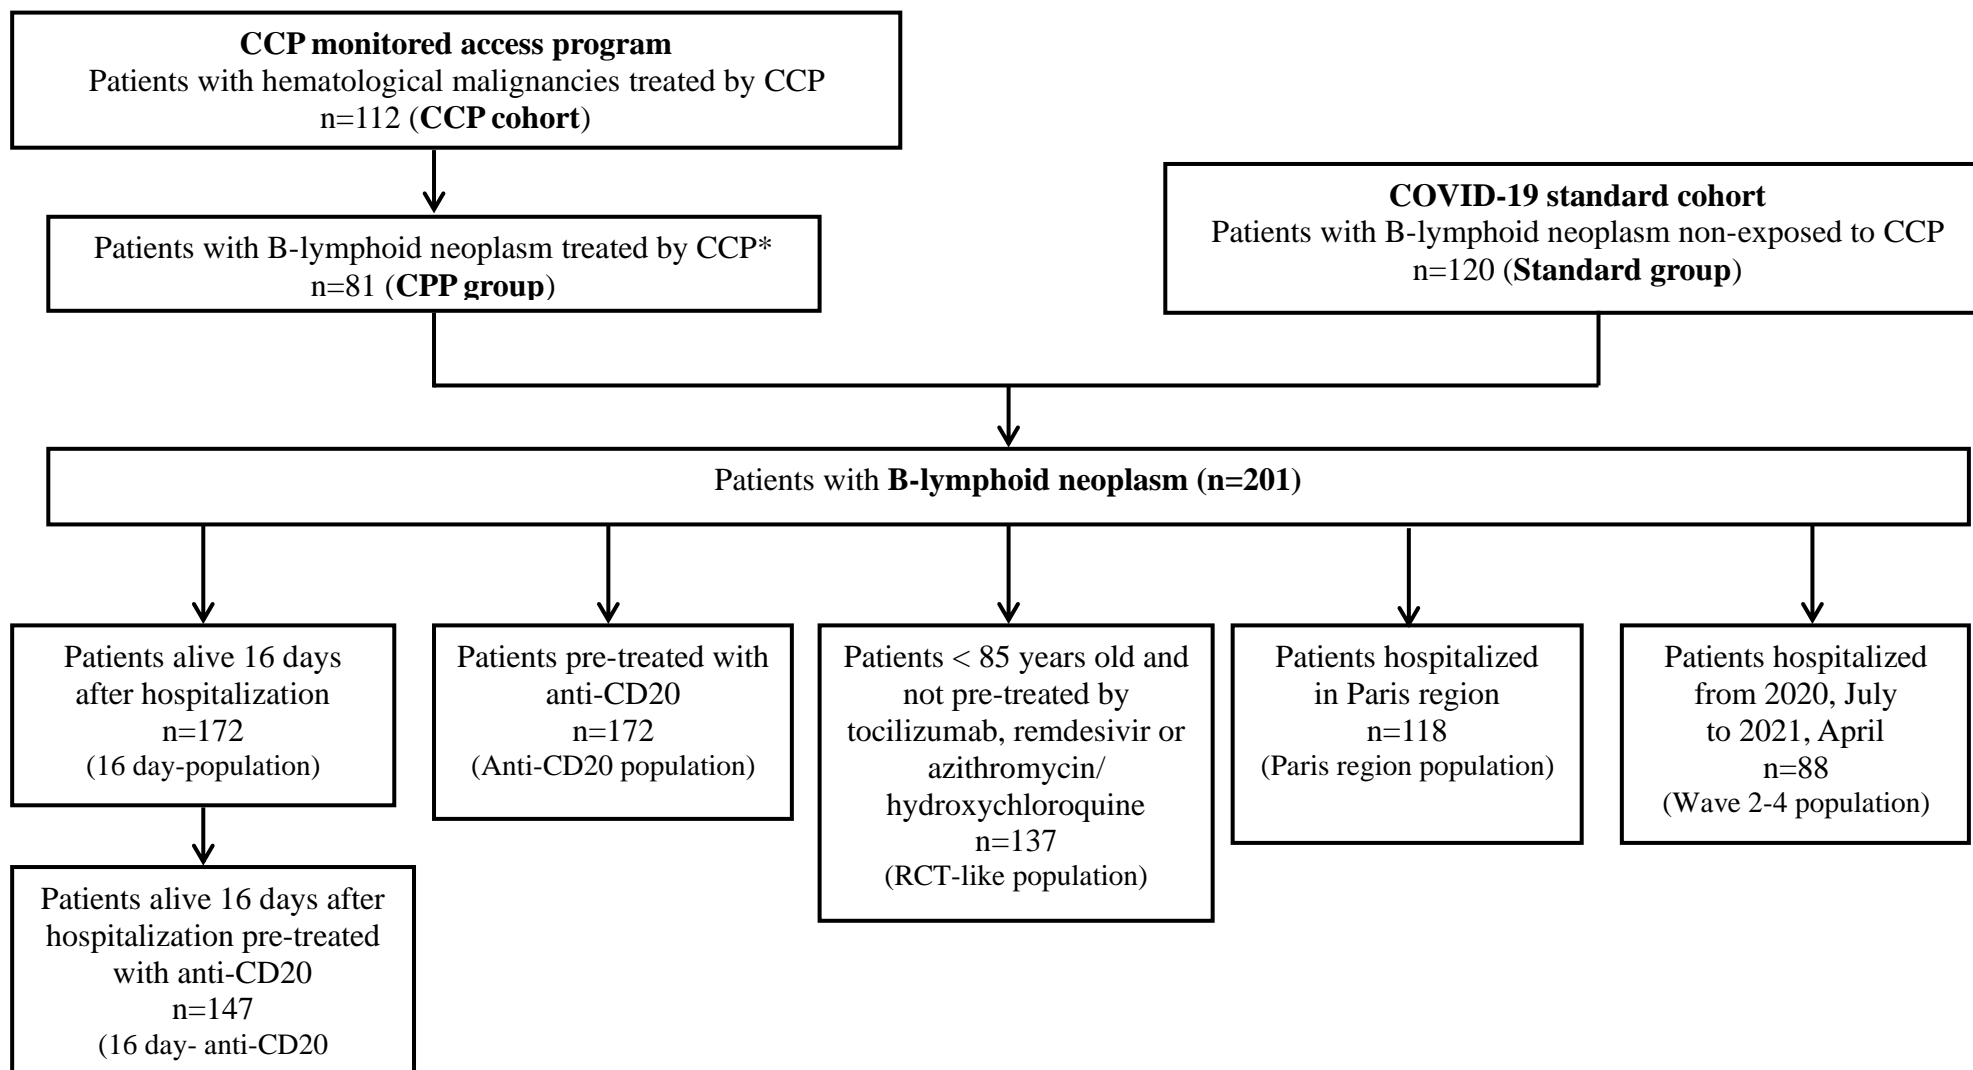 CCP monitored access program
Patients with hematological malignancies treated by CCP
n=112 (CCP cohort)
COVID-19 standard cohort
Patients with B-lymphoid neoplasm non-exposed to CCP
n=120 (Standard group)
Patients with B-lymphoid neoplasm treated by CCP*
n=81 (CPP group)
Patients with B-lymphoid neoplasm (n=201)
Patients alive 16 days
after hospitalization
n=172
(16 day-population)
Patients pre-treated with
anti-CD20
n=172
(Anti-CD20 population)
Patients < 85 years old and
not pre-treated by
tocilizumab, remdesivir or
azithromycin/
hydroxychloroquine
n=137
(RCT-like population)
Patients hospitalized
in Paris region
n=118
(Paris region population)
Patients hospitalized
from 2020, July
to 2021, April
n=88
(Wave 2-4 population)
Patients alive 16 days after
hospitalization pre-treated
with anti-CD20
n=147
(16 day- anti-CD20